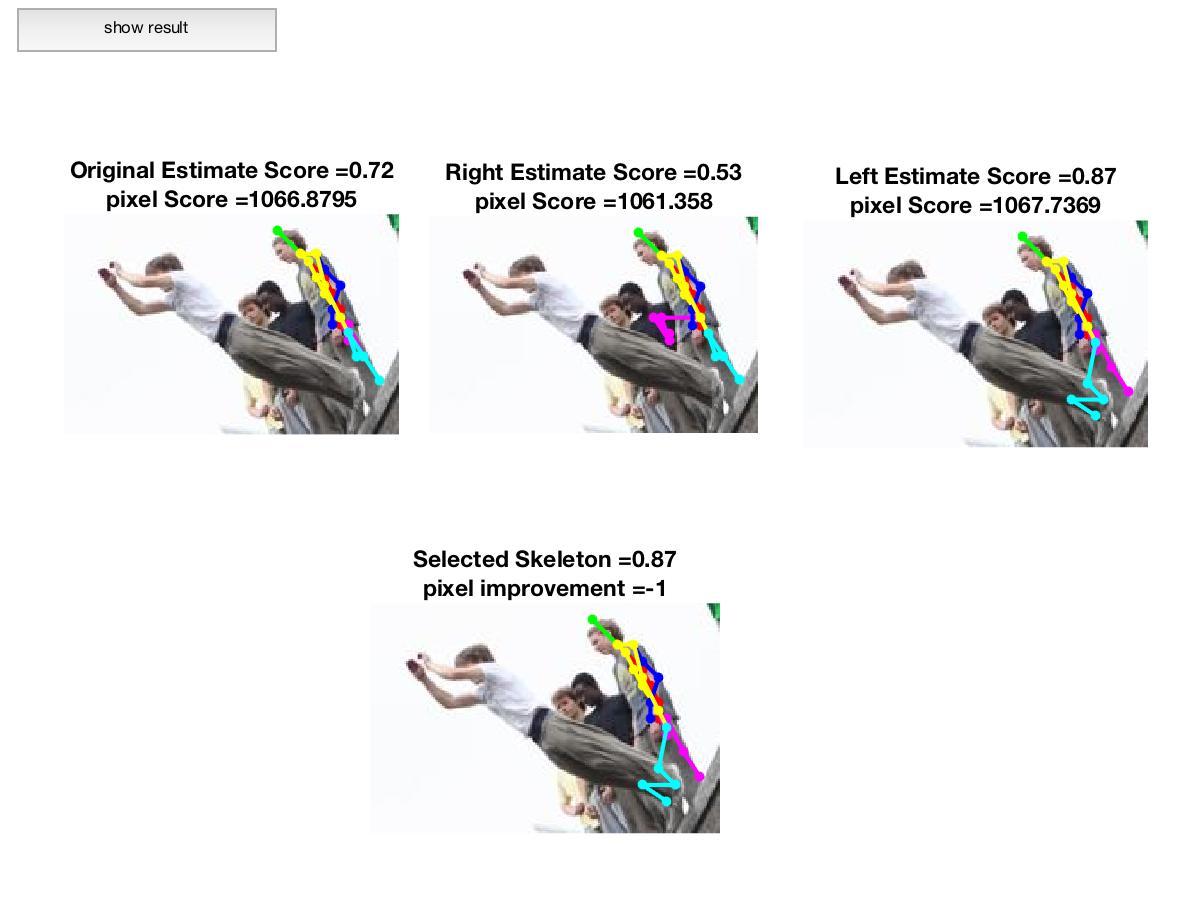 show result
Original Estimate Score =0.72
pixel Score =1066.8795
Right Estimate Score =0.53
pixel Score =1061.358
Left Estimate Score =0.87
pixel Score =1067.7369
Selected Skeleton =0.87
pixel improvement =-1